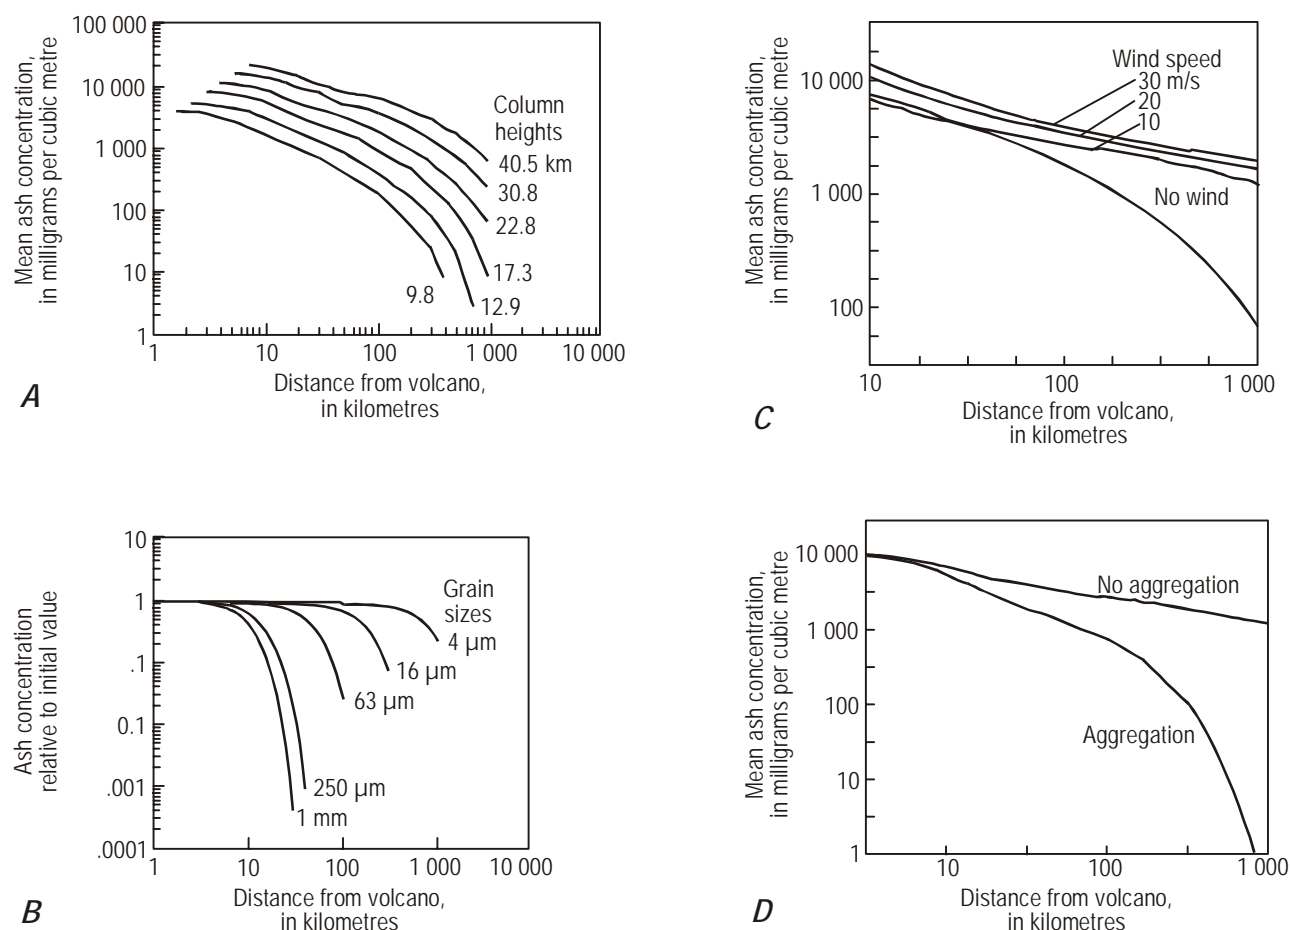 Mean ash concentration,
in milligrams per cubic metre
100 000
10 000
1 000
100
10
1
Column
heights
40.5 km
30.8
22.8
17.3
12.9
9.8
1
10
100
1 000
10 000
Distance from volcano,
in kilometres
A
Mean ash concentration,
in milligrams per cubic metre
10 000
1 000
100
Wind speed
30 m/s
20
10
No wind
10
100
1 000
Distance from volcano,
in kilometres
C
Ash concentration
relative to initial value
10
1
.1
0.1
.001
.0001
Grain
sizes
4 µm
16 µm
63 µm
250 µm
1 mm
1
10
100
1 000
10 000
Distance from volcano,
in kilometres
B
Mean ash concentration,
in milligrams per cubic metre
10 000
1 000
100
10
1
No aggregation
Aggregation
10
100
1 000
Distance from volcano,
in kilometres
D